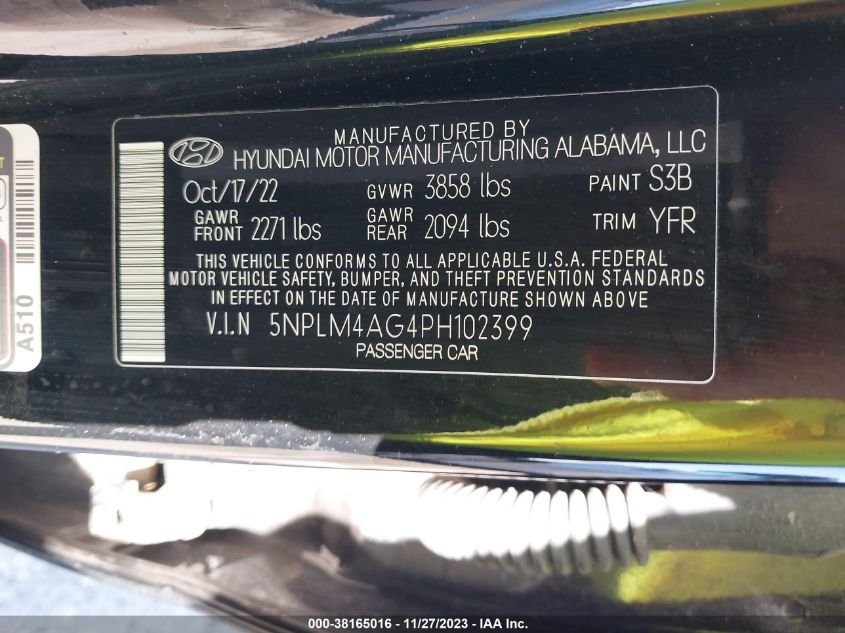 MANUFACTURED BY
HYUNDAI MOTOR MANUFACTURING ALABAMA, LLC
Oct/17/22 GVWR 3858 lbs PAINT S3B
GAWR FRONT 2271 lbs GAWR REAR 2094 lbs TRIM YFR
THIS VEHICLE CONFORMS TO ALL APPLICABLE U.S.A. FEDERAL
MOTOR VEHICLE SAFETY, BUMPER, AND THEFT PREVENTION STANDARDS
IN EFFECT ON THE DATE OF MANUFACTURE SHOWN ABOVE
V.I.N 5NPLM4AG4PH102399
PASSENGER CAR
A510
000-38165016 - 11/27/2023 - IAA Inc.